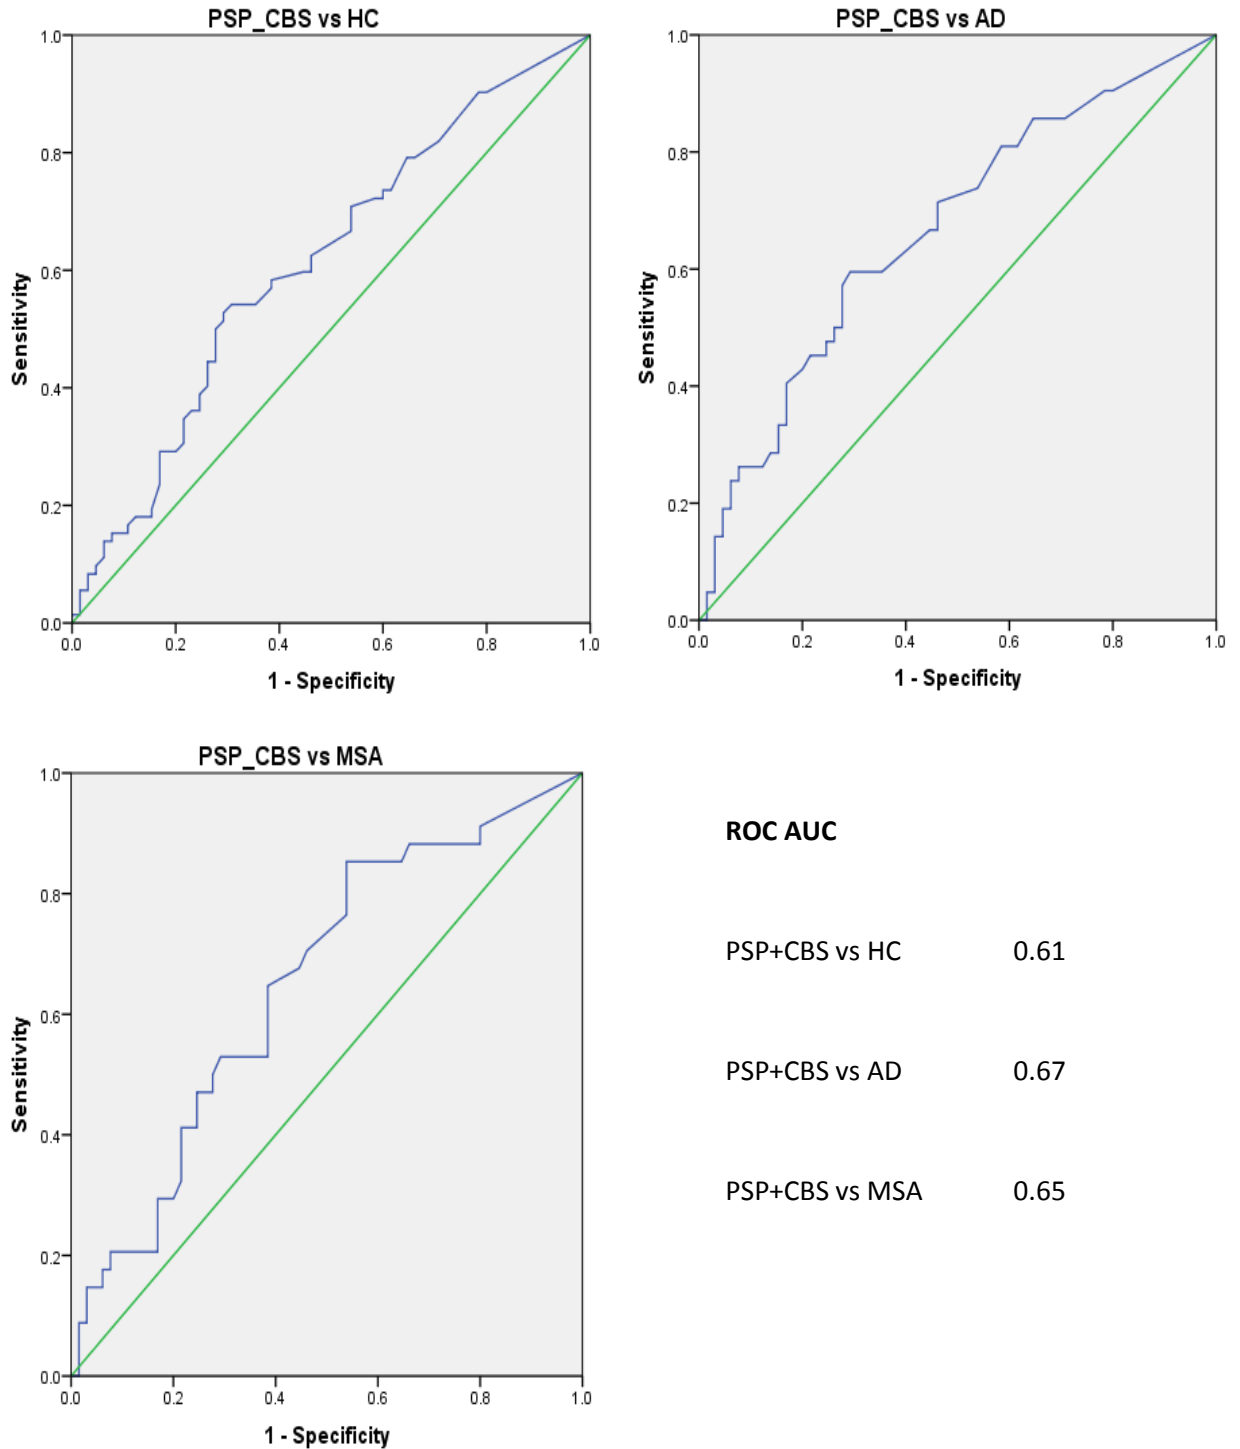 PSP_CBS vs HC
1.0
0.8
0.6
0.4
0.2
0.0
Sensitivity
0.0 0.2 0.4 0.6 0.8 1.0
1 - Specificity
PSP_CBS vs AD
1.0
0.8
0.6
0.4
0.2
0.0
Sensitivity
0.0 0.2 0.4 0.6 0.8 1.0
1 - Specificity
PSP_CBS vs MSA
1.0
0.8
0.6
0.4
0.2
0.0
Sensitivity
0.0 0.2 0.4 0.6 0.8 1.0
1 - Specificity
ROC AUC
PSP+CBS vs HC 0.61
PSP+CBS vs AD 0.67
PSP+CBS vs MSA 0.65